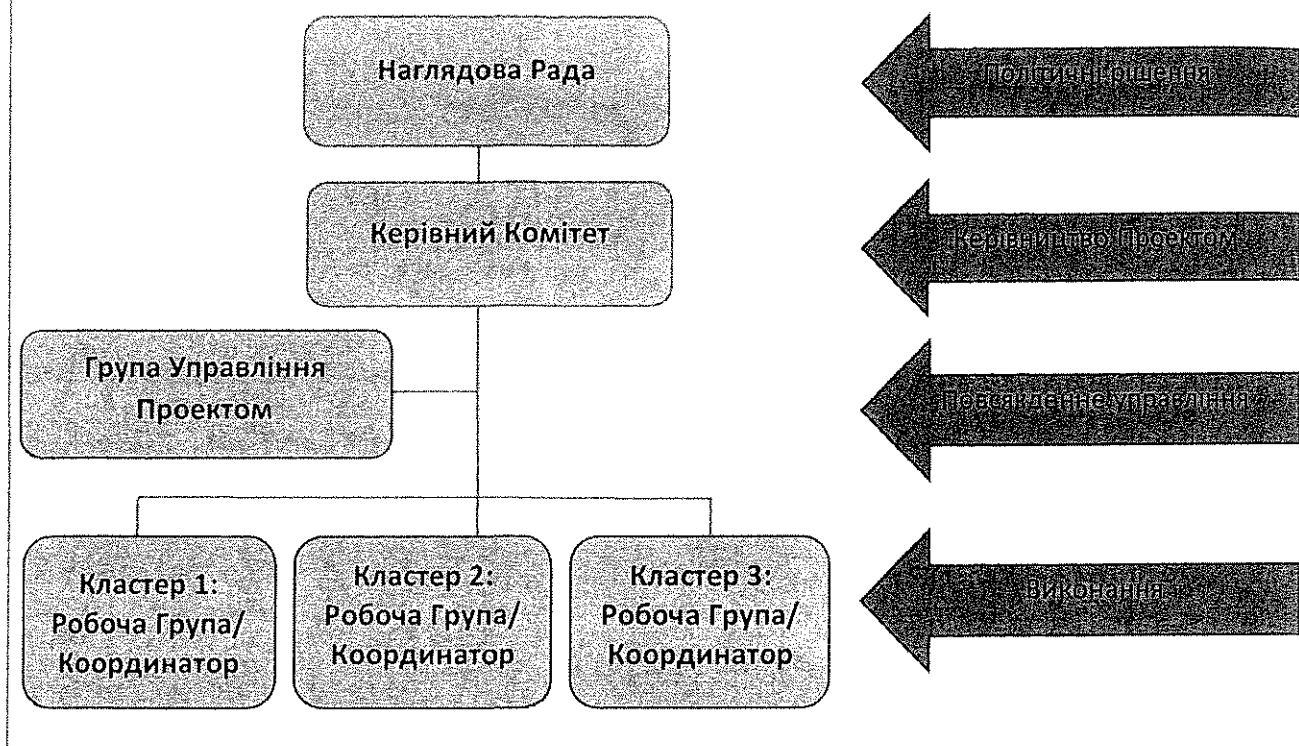 Наглядова Рада
Політичні рішення
Керівний Комітет
Керівництво Проектом
Група Управління
Проектом
Повсякденне управління
Кластер 1:
Робоча Група/
Координатор
Кластер 2:
Робоча Група/
Координатор
Кластер 3:
Робоча Група/
Координатор
Виконання